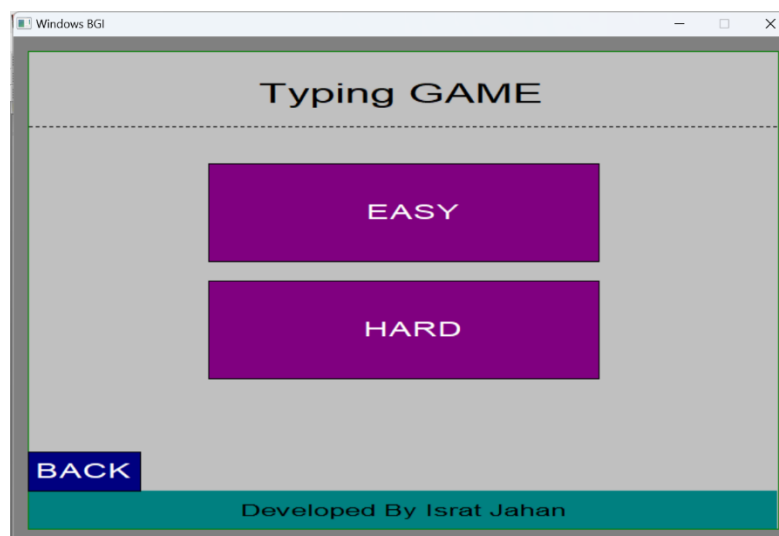 Windows BGI
Typing GAME
EASY
HARD
BACK
Developed By Israt Jahan